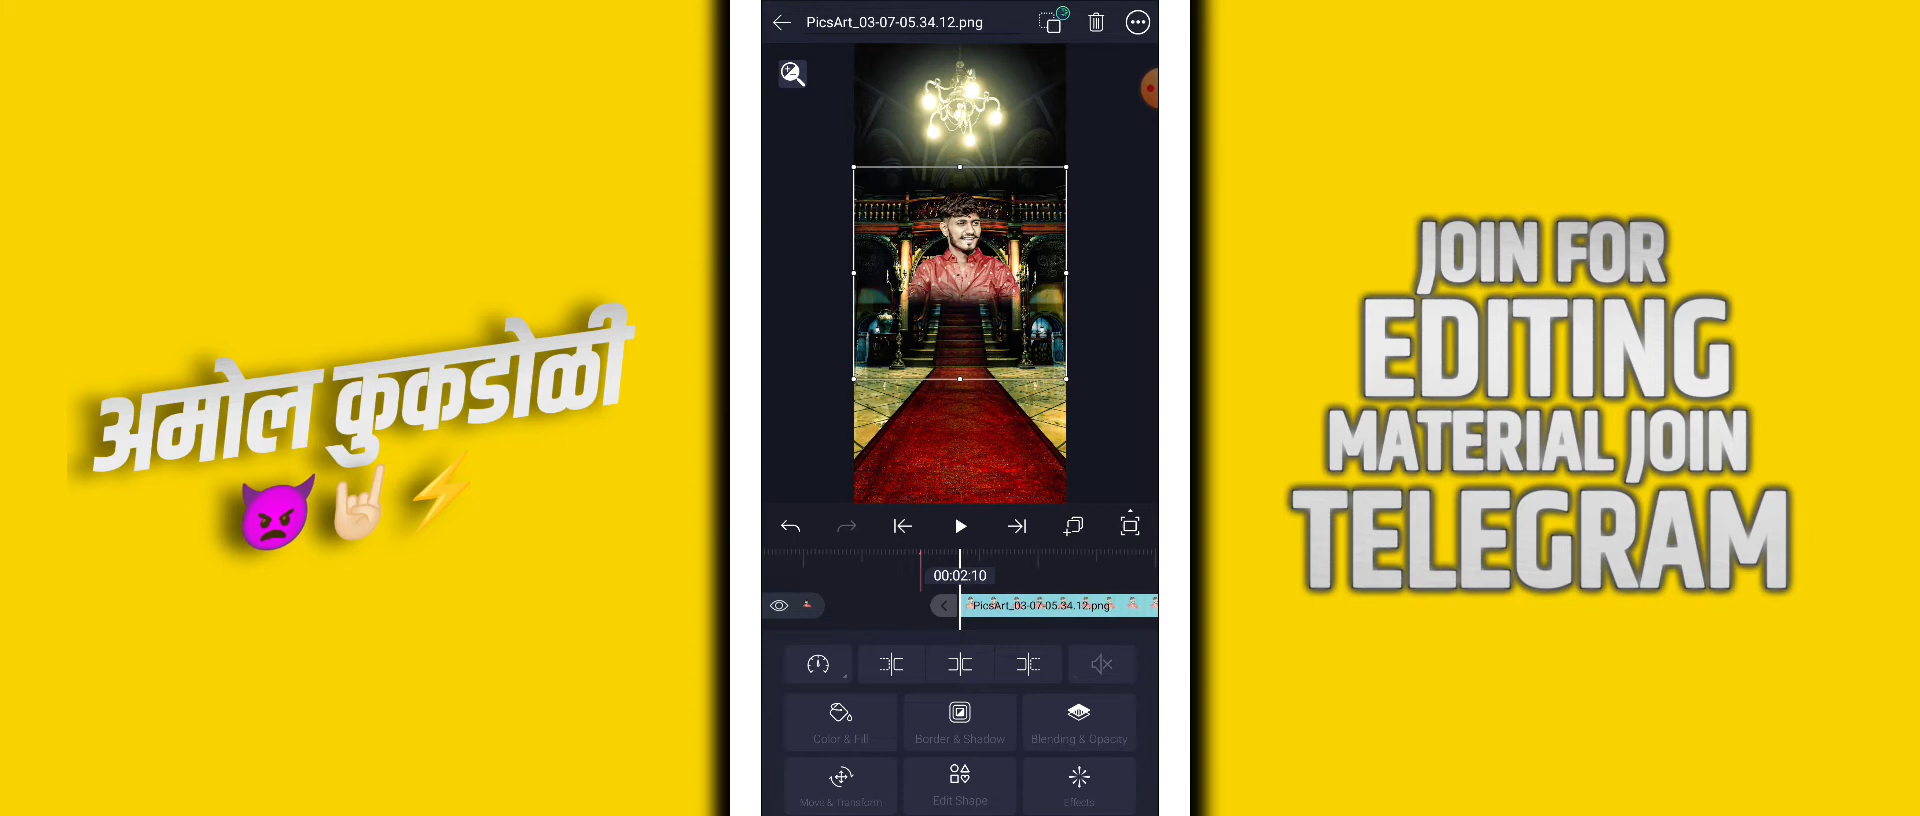 अमोल कुकडोळी
PicsArt_03-07-05.34.12.png
00:02:10
PicsArt_03-07-05.34.12.png
Color & Fill
Border & Shadow
Blending & Opacity
Move & Transform
Edit Shape
Effects
JOIN FOR
EDITING
MATERIAL JOIN
TELEGRAM